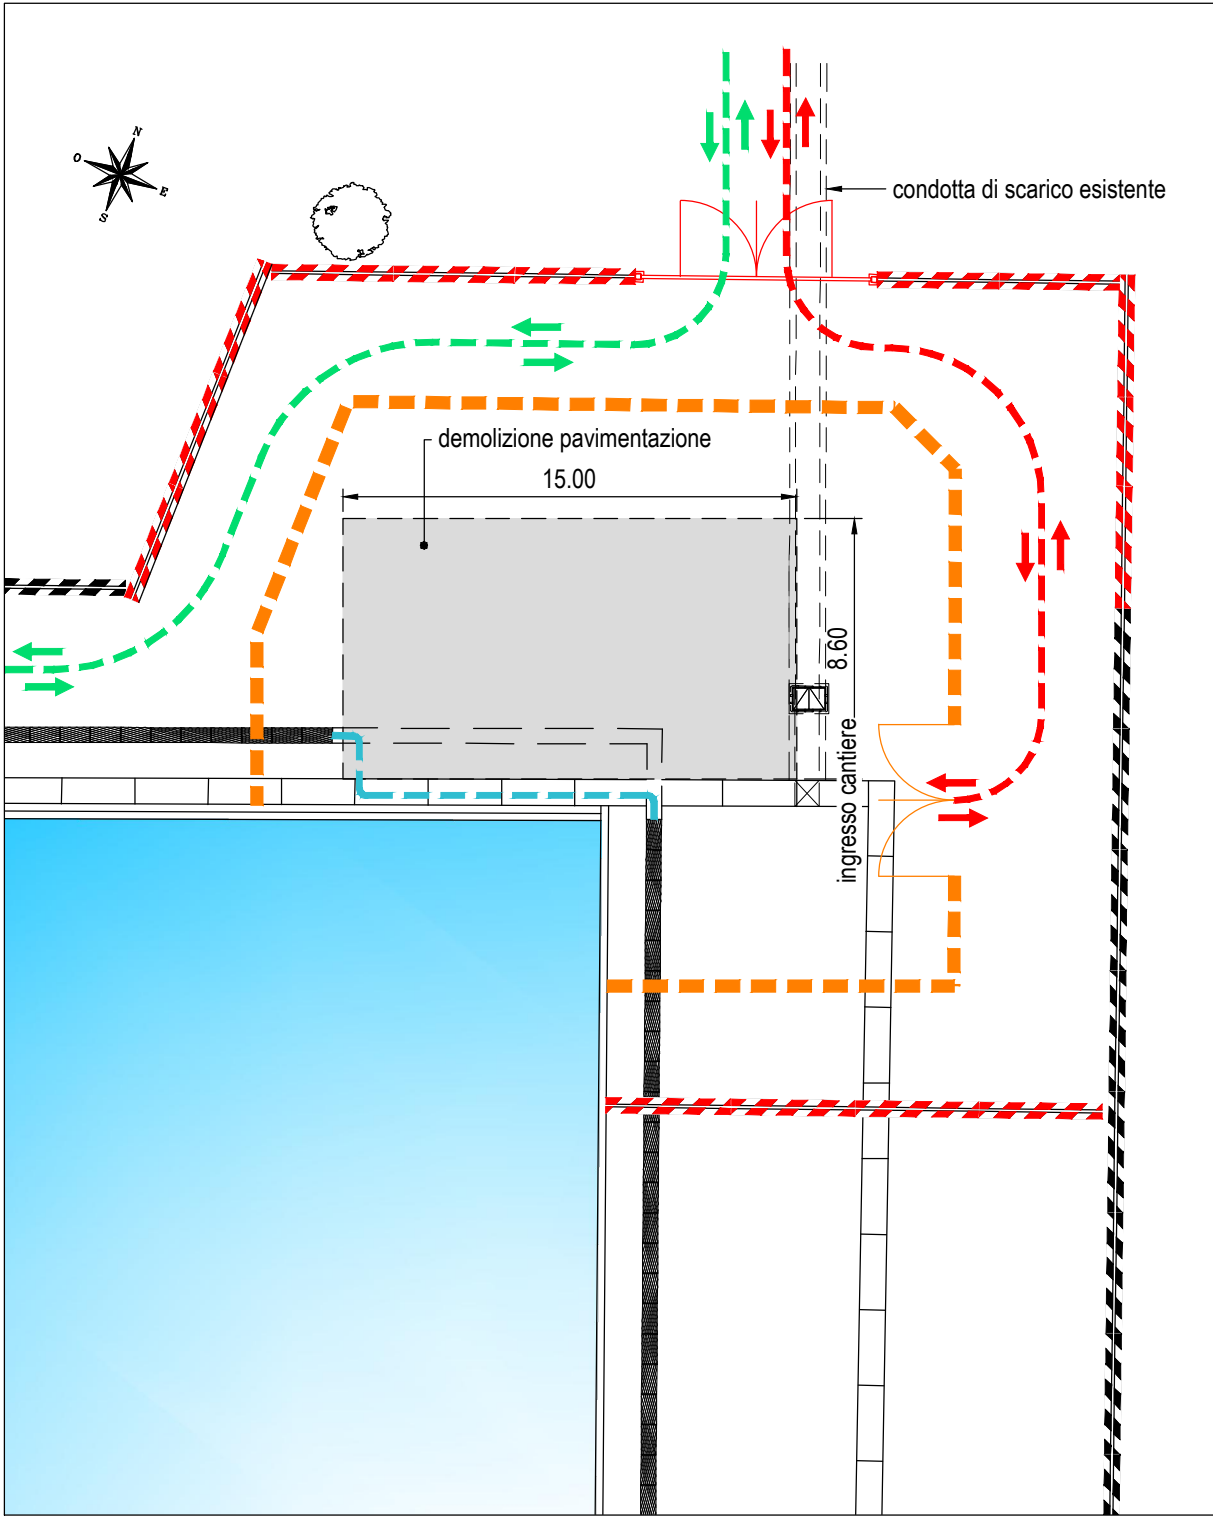 N
O
E
S
condotta di scarico esistente
demolizione pavimentazione
15.00
8.60
ingresso cantiere